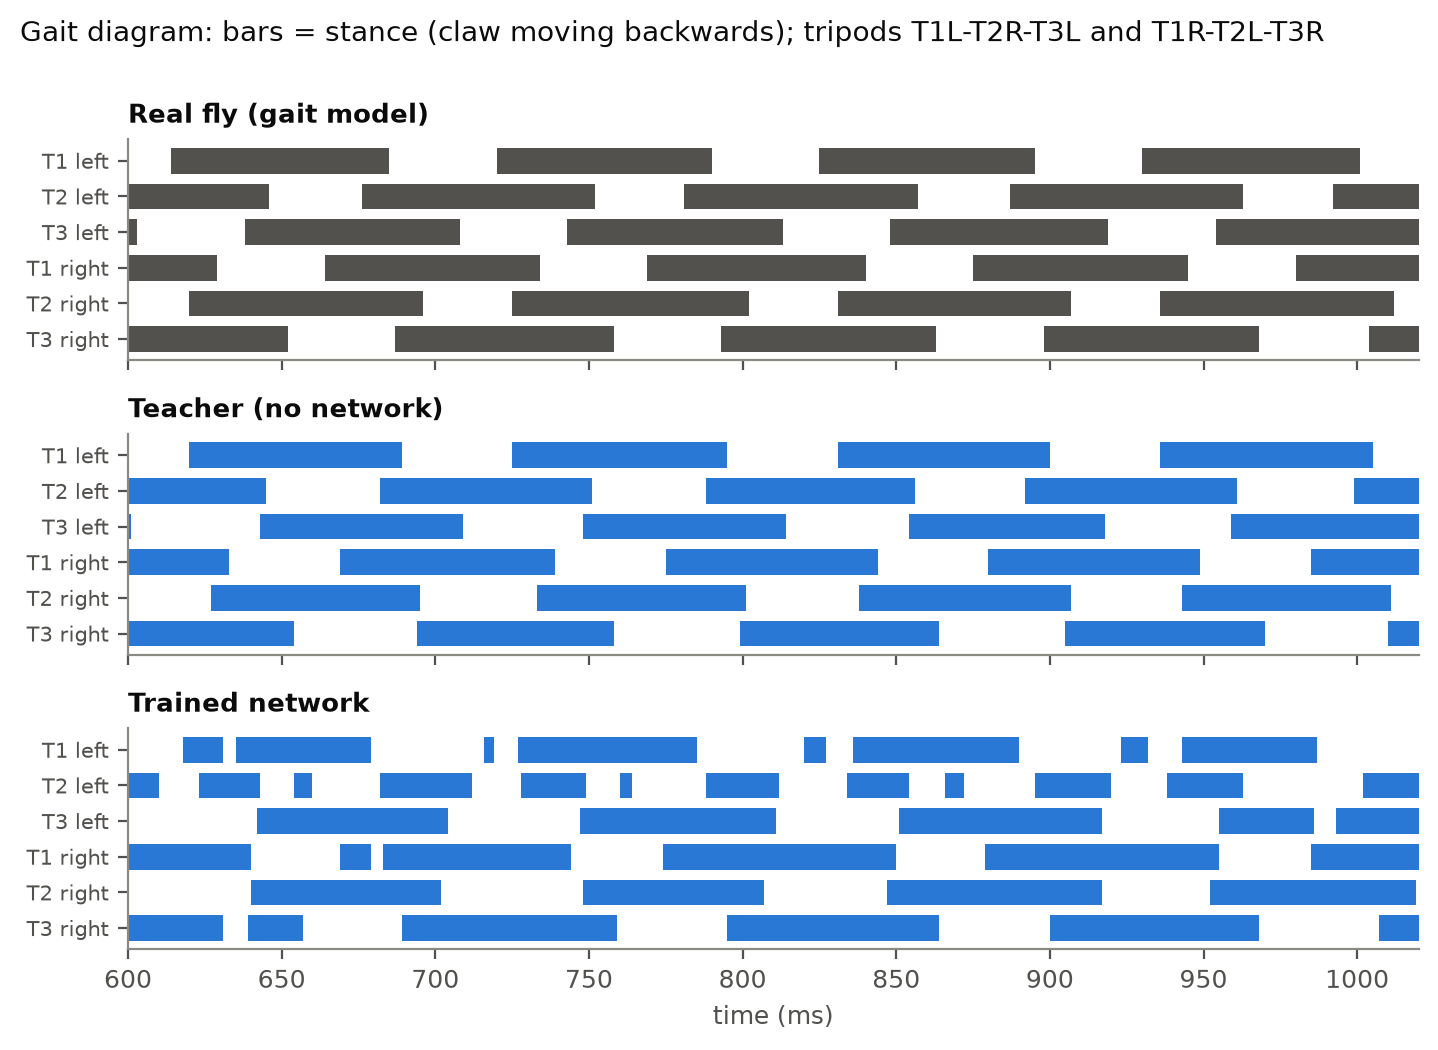 Gait diagram: bars = stance (claw moving backwards); tripods T1L-T2R-T3L and T1R-T2L-T3R
Real fly (gait model)
T1 left
T2 left
T3 left
T1 right
T2 right
T3 right
Teacher (no network)
T1 left
T2 left
T3 left
T1 right
T2 right
T3 right
Trained network
T1 left
T2 left
T3 left
T1 right
T2 right
T3 right
600 650 700 750 800 850 900 950 1000
time (ms)